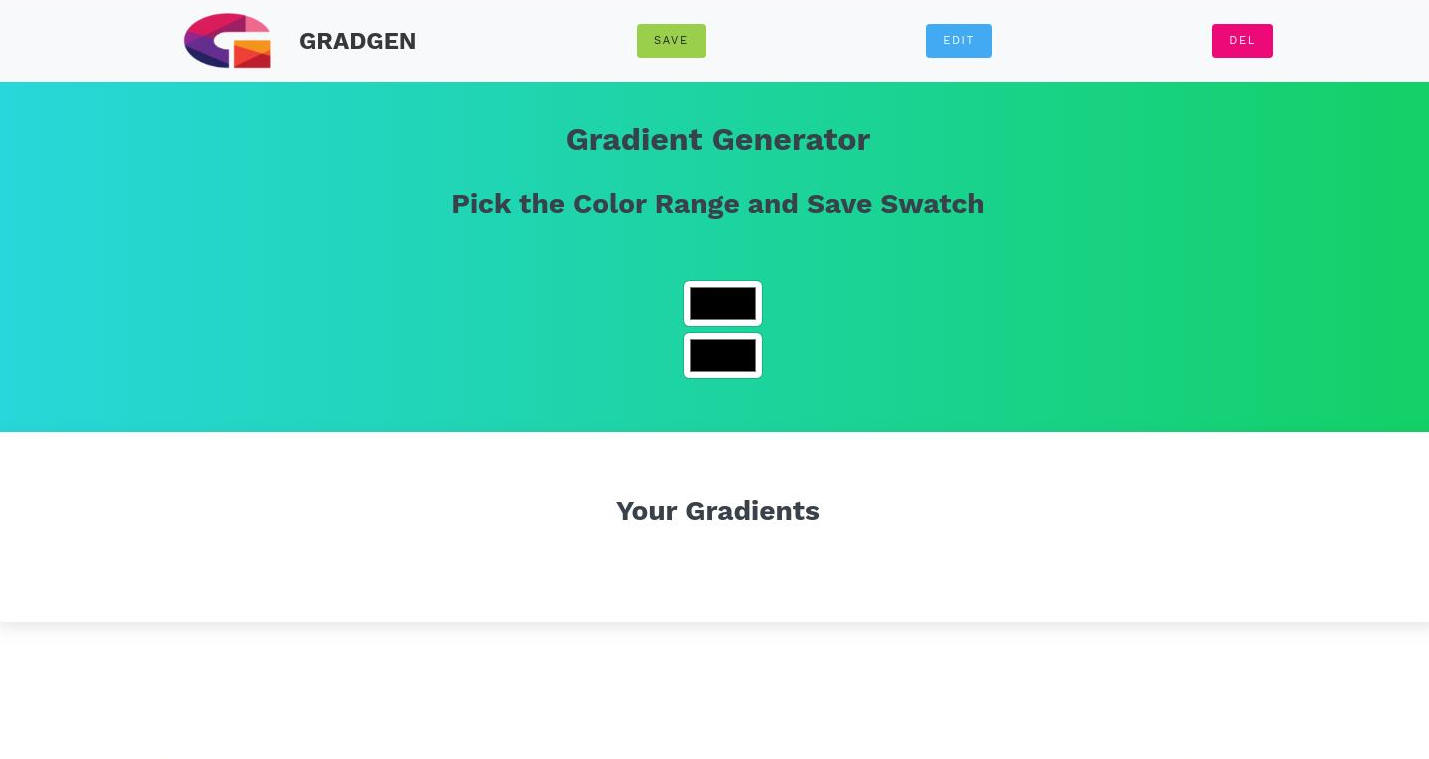 GRADGEN
SAVE
EDIT
DEL
Gradient Generator
Pick the Color Range and Save Swatch
Your Gradients